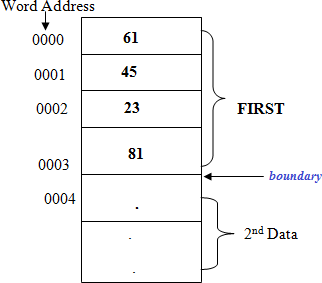 Word Address
0000 61
0001 45
0002 23
FIRST
81
0003
boundary
0004 .
.
2nd Data
.